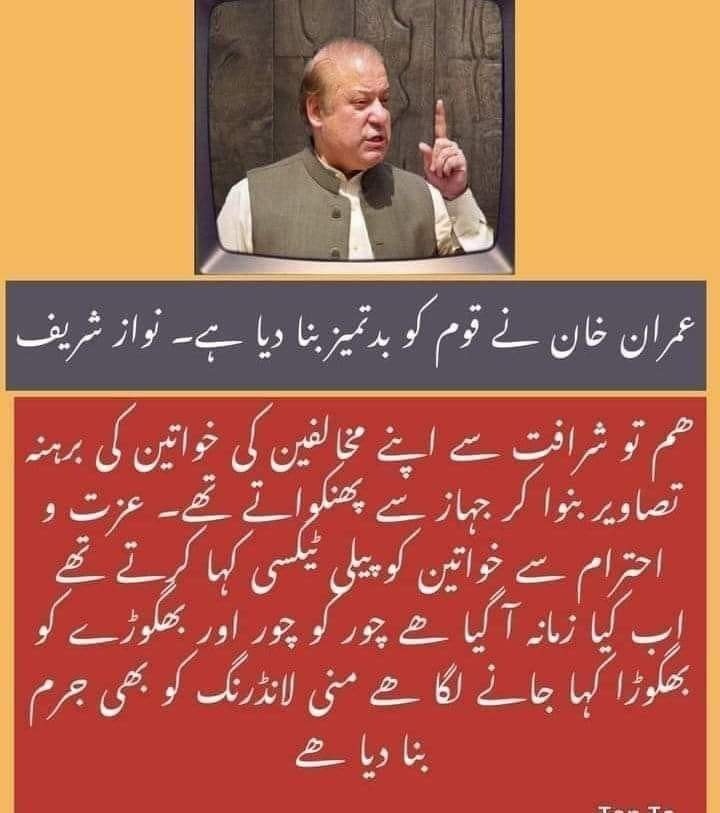 عمران خان نے قوم کو بدتمیز بنا دیا ہے۔ نواز شریف
ھم تو شرافت سے اپنے مخالفین کی خواتین کی برہنہ
تصاویر بنوا کر جہاز سے پھنکواتے تھے۔ عزت و
احترام سے خواتین کو پیلی ٹیکسی کہا کرتے تھے
اب کیا زمانہ آ گیا ھے چور کو چور اور بھگوڑے کو
بھگوڑا کہا جانے لگا ھے منی لانڈرنگ کو بھی جرم
بنا دیا ھے